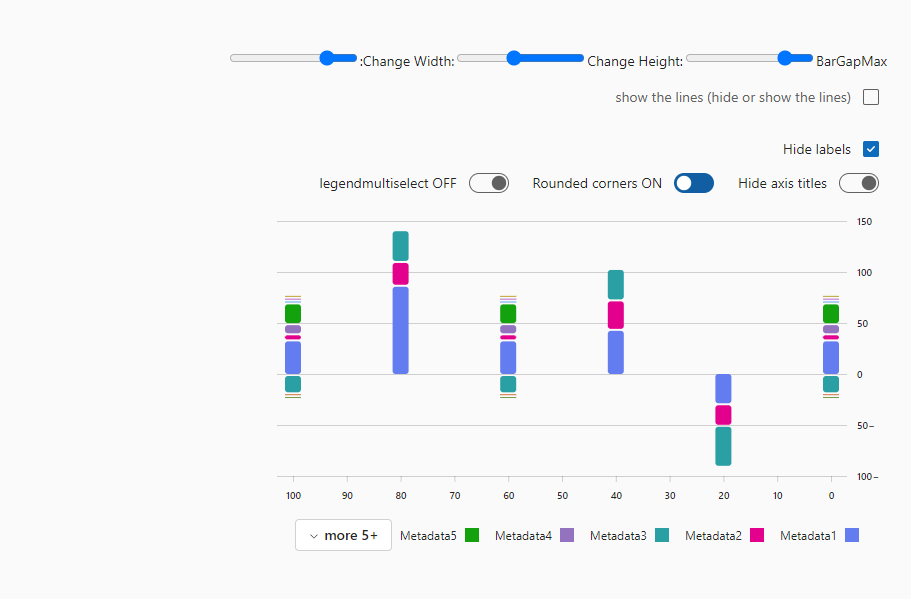 :Change Width: Change Height: BarGapMax
show the lines (hide or show the lines)
Hide labels
legendmultiselect OFF Rounded corners ON Hide axis titles
150
100
50
0
50−
100−
100 90 80 70 60 50 40 30 20 10 0
more 5+ Metadata5 Metadata4 Metadata3 Metadata2 Metadata1